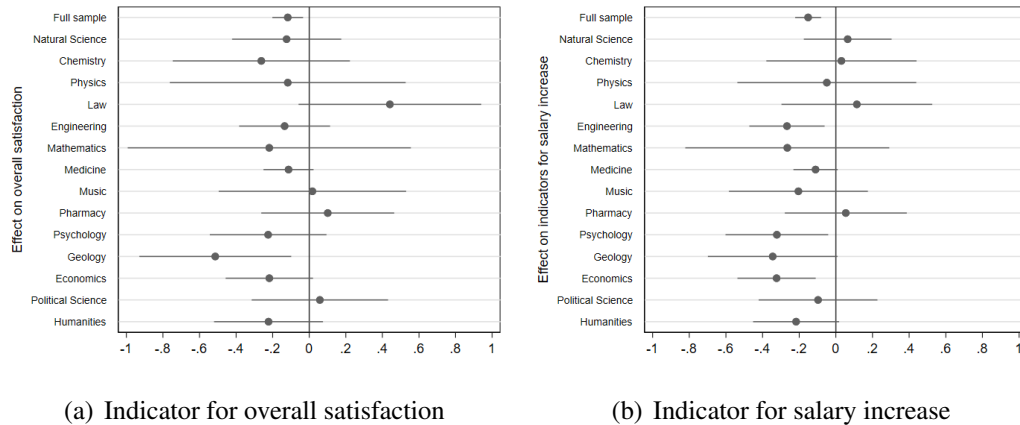 Effect on overall satisfaction
Full sample
Natural Science
Chemistry
Physics
Law
Engineering
Mathematics
Medicine
Music
Pharmacy
Psychology
Geology
Economics
Political Science
Humanities
-1 -.8 -.6 -.4 -.2 0 .2 .4 .6 .8 1
(a) Indicator for overall satisfaction
Effect on indicators for salary increase
Full sample
Natural Science
Chemistry
Physics
Law
Engineering
Mathematics
Medicine
Music
Pharmacy
Psychology
Geology
Economics
Political Science
Humanities
-1 -.8 -.6 -.4 -.2 0 .2 .4 .6 .8 1
(b) Indicator for salary increase